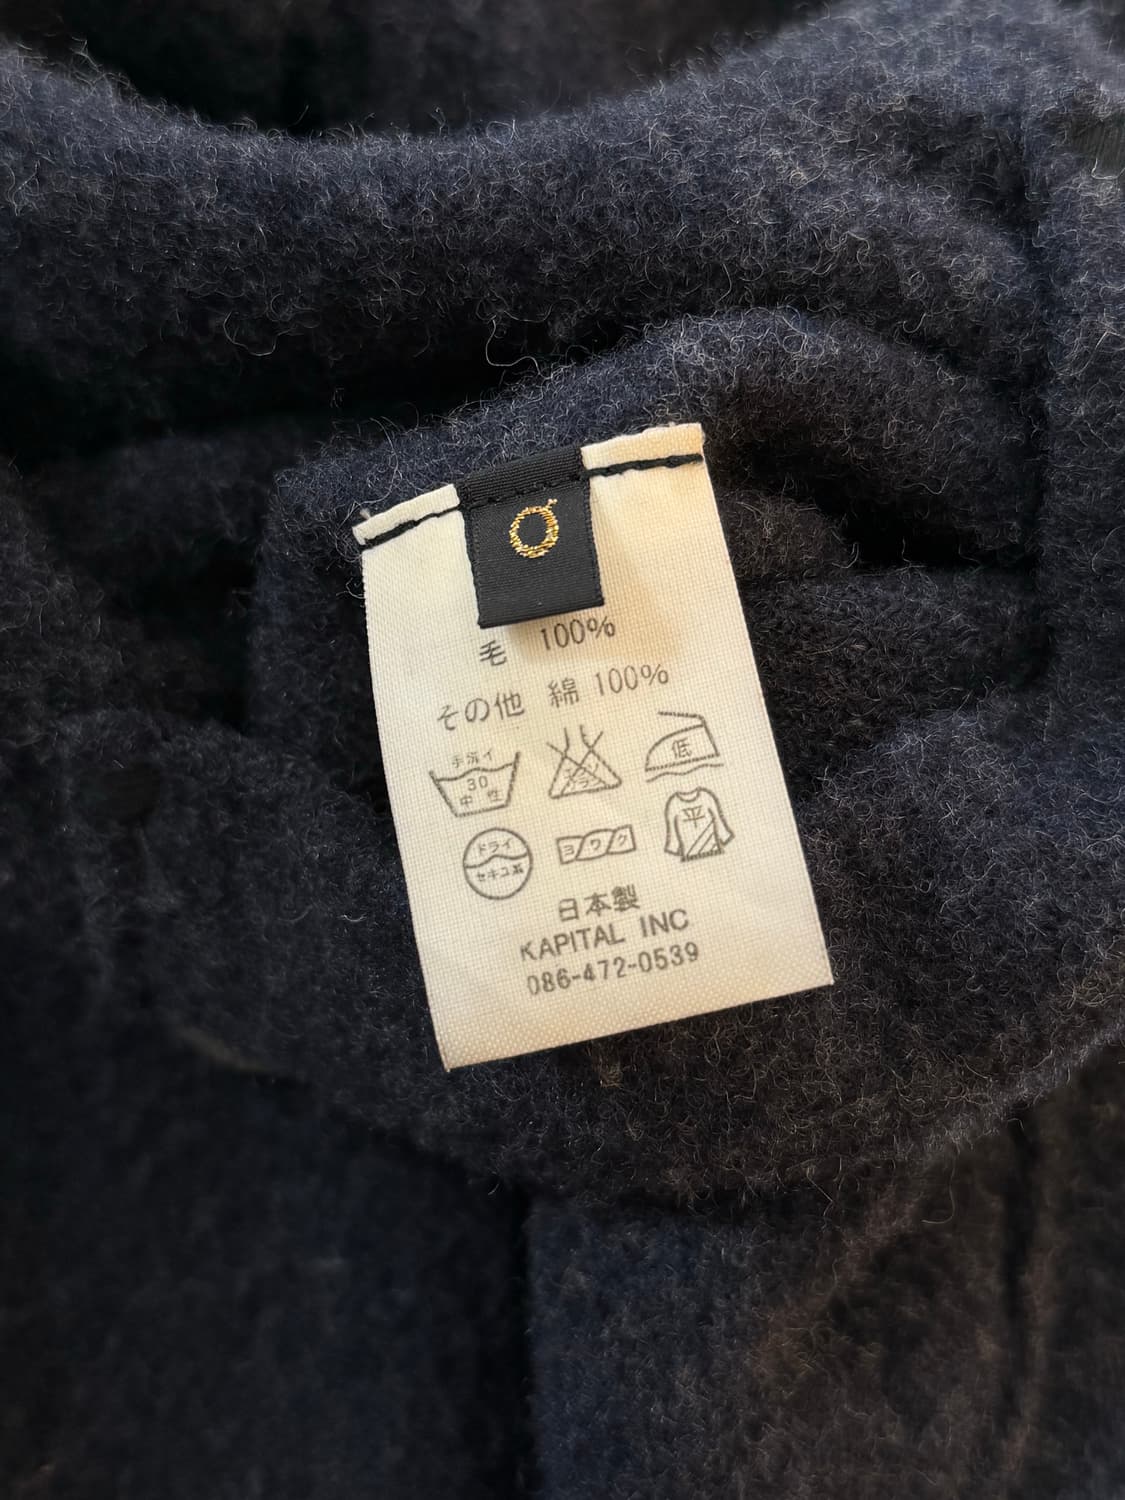 0
毛 100%
その他 綿 100%
手洗イ
30
中性
低
平
ドライ
セキユ系
ヨワク
日本製
KAPITAL INC
086-472-0539